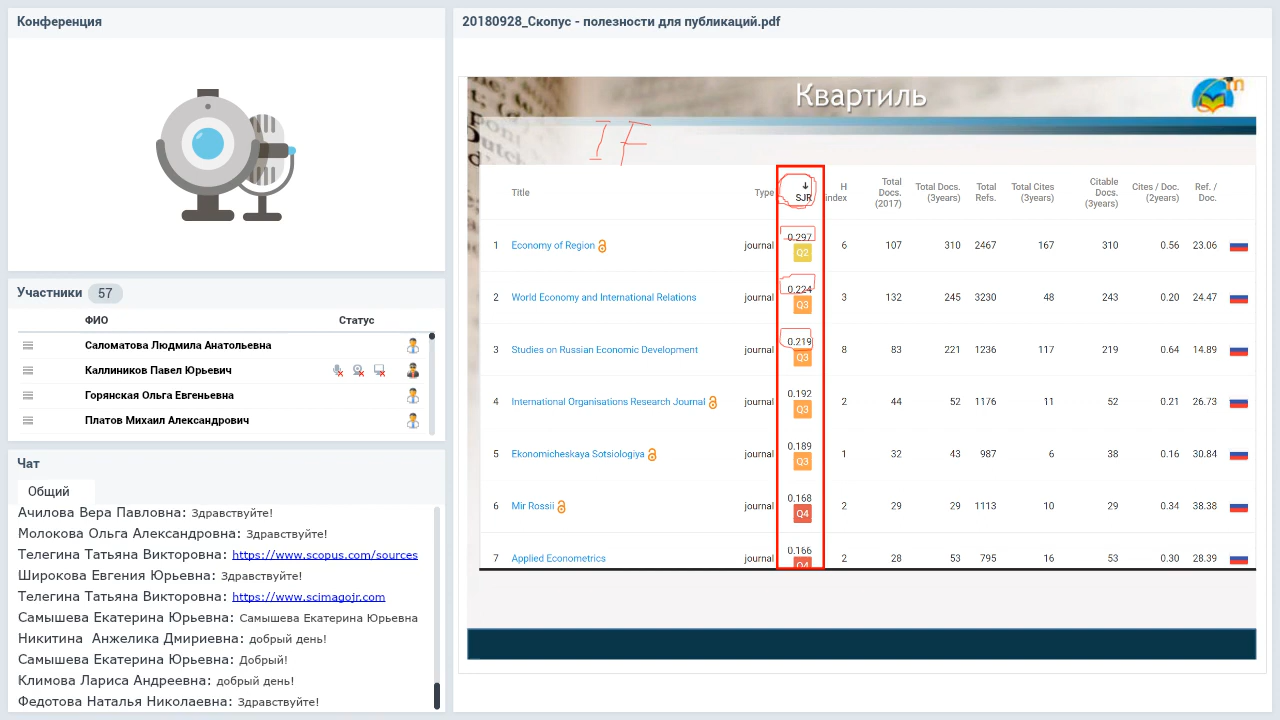 Конференция
20180928_Скопус - полезности для публикаций.pdf
Квартиль
IF
Title Type ↓ SJR H index Total Docs. (2017) Total Docs. (3years) Total Refs. Total Cites (3years) Citable Docs. (3years) Cites / Doc. (2years) Ref. / Doc.
1 Economy of Region journal 0.297 Q2 6 107 310 2467 167 310 0.56 23.06
2 World Economy and International Relations journal 0.224 Q3 3 132 245 3230 48 243 0.20 24.47
3 Studies on Russian Economic Development journal 0.219 Q3 8 83 221 1236 117 219 0.64 14.89
4 International Organisations Research Journal journal 0.192 Q3 2 44 52 1176 11 52 0.21 26.73
5 Ekonomicheskaya Sotsiologiya journal 0.189 Q3 1 32 43 987 6 38 0.16 30.84
6 Mir Rossii journal 0.168 Q4 2 29 29 1113 10 29 0.34 38.38
7 Applied Econometrics journal 0.166 Q4 2 28 53 795 16 53 0.30 28.39
Участники 57
ФИО Статус
Саломатова Людмила Анатольевна
Каллиников Павел Юрьевич
Горянская Ольга Евгеньевна
Платов Михаил Александрович
Чат
Общий
Ачилова Вера Павловна: Здравствуйте!
Молокова Ольга Александровна: Здравствуйте!
Телегина Татьяна Викторовна: https://www.scopus.com/sources
Широкова Евгения Юрьевна: Здравствуйте!
Телегина Татьяна Викторовна: https://www.scimagojr.com
Самышева Екатерина Юрьевна: Самышева Екатерина Юрьевна
Никитина Анжелика Дмириевна: добрый день!
Самышева Екатерина Юрьевна: Добрый!
Климова Лариса Андреевна: добрый день!
Федотова Наталья Николаевна: Здравствуйте!